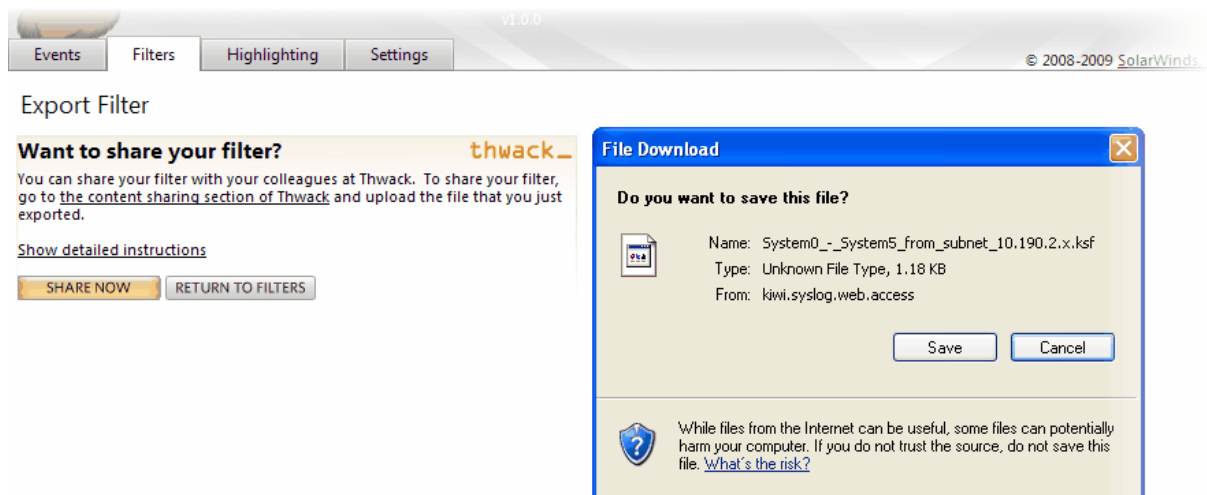 v1.0.0
Events Filters Highlighting Settings
© 2008-2009 SolarWinds.
Export Filter
Want to share your filter?
thwack_
You can share your filter with your colleagues at Thwack. To share your filter,
go to the content sharing section of Thwack and upload the file that you just
exported.
Show detailed instructions
SHARE NOW RETURN TO FILTERS
File Download
Do you want to save this file?
Name: System0_-_System5_from_subnet_10.190.2.x.ksf
Type: Unknown File Type, 1.18 KB
From: kiwi.syslog.web.access
Save Cancel
While files from the Internet can be useful, some files can potentially
harm your computer. If you do not trust the source, do not save this
file. What's the risk?